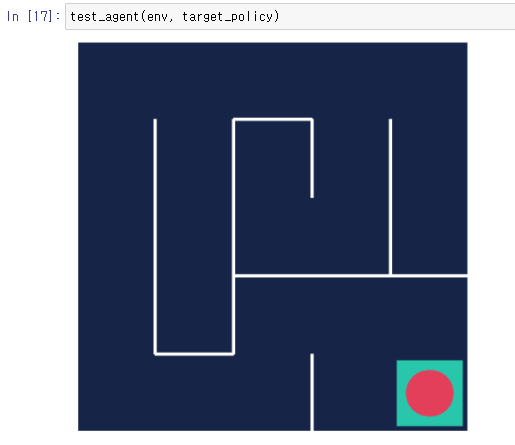 In [17]: test_agent(env, target_policy)